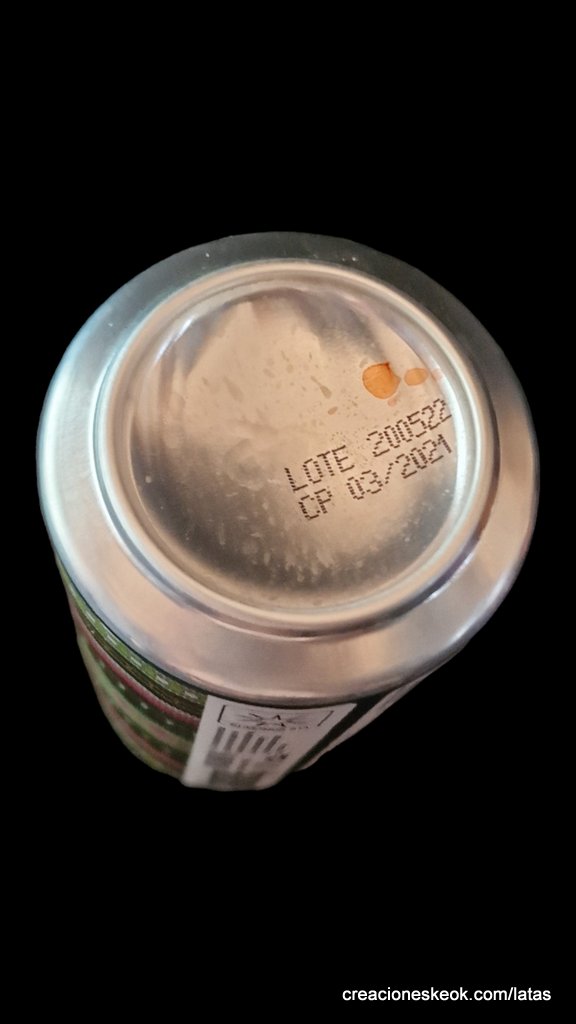 LOTE 200522
CP 03/2021
creacioneskeok.com/latas